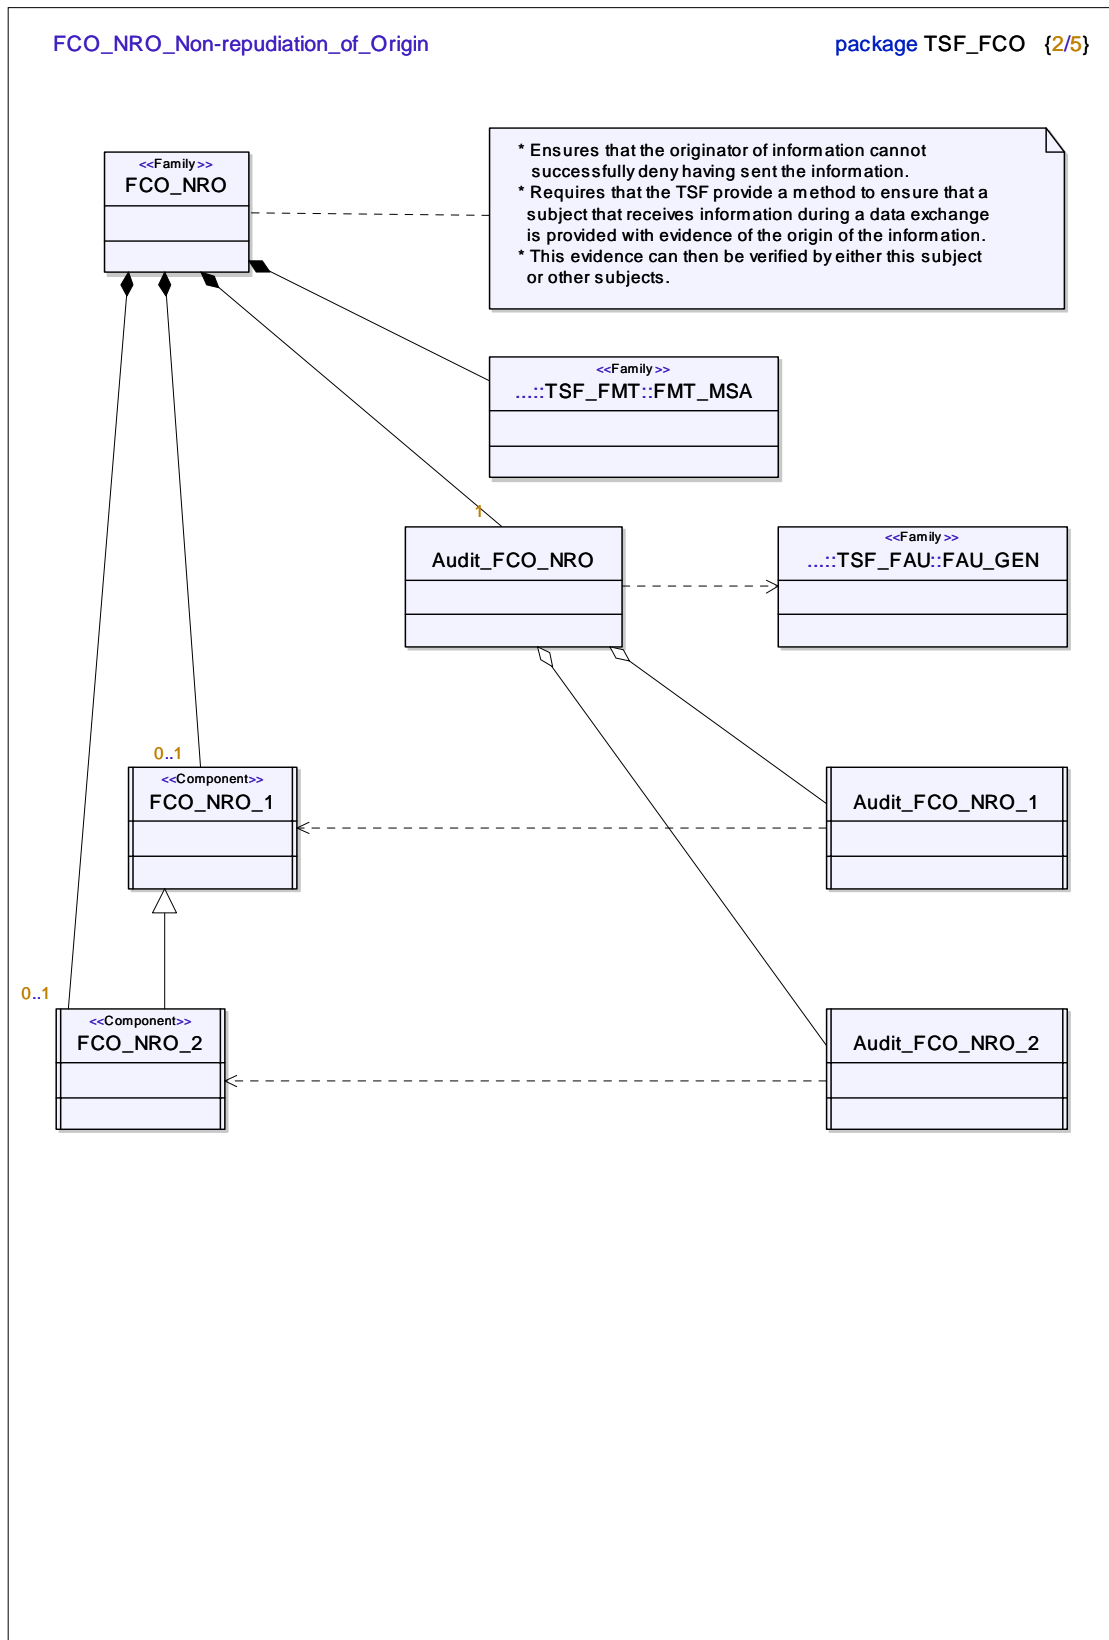 FCO_NRO_Non-repudiation_of_Origin
package TSF_FCO {2/5}
<<Family>>
FCO_NRO
* Ensures that the originator of information cannot
successfully deny having sent the information.
* Requires that the TSF provide a method to ensure that a
subject that receives information during a data exchange
is provided with evidence of the origin of the information.
* This evidence can then be verified by either this subject
or other subjects.
<<Family>>
...::TSF_FMT::FMT_MSA
1
Audit_FCO_NRO
<<Family>>
...::TSF_FAU::FAU_GEN
0..1
<<Component>>
FCO_NRO_1
Audit_FCO_NRO_1
0..1
<<Component>>
FCO_NRO_2
Audit_FCO_NRO_2